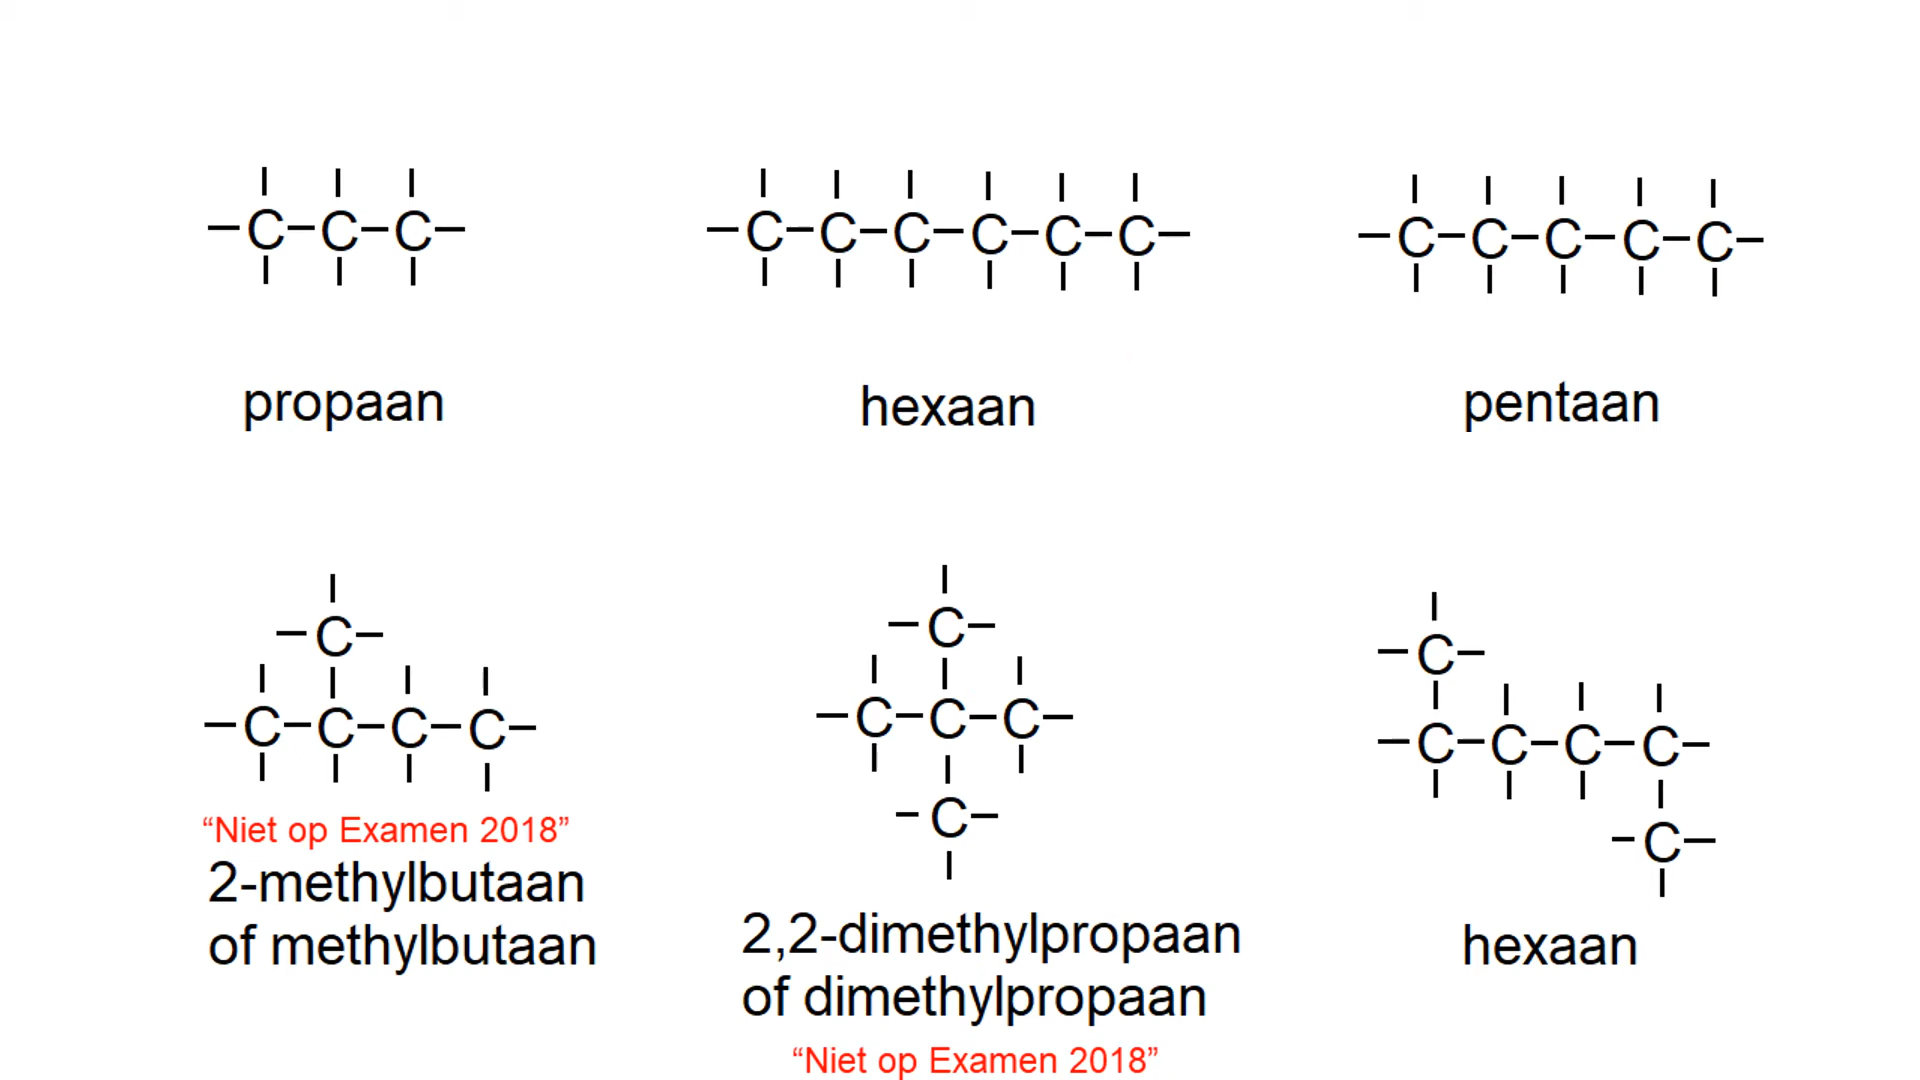 C C C
C C C C C C
C C C C C
propaan
hexaan
pentaan
C
C C C C
“Niet op Examen 2018”
2-methylbutaan
of methylbutaan
C
C C C
C
2,2-dimethylpropaan
of dimethylpropaan
“Niet op Examen 2018”
C
C C C C
C
hexaan